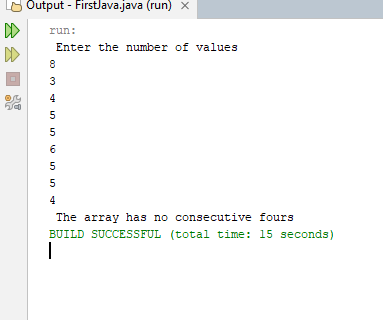 Output - FirstJava.java (run) ×
run:
Enter the number of values
8
3
4
5
5
6
5
5
4
The array has no consecutive fours
BUILD SUCCESSFUL (total time: 15 seconds)